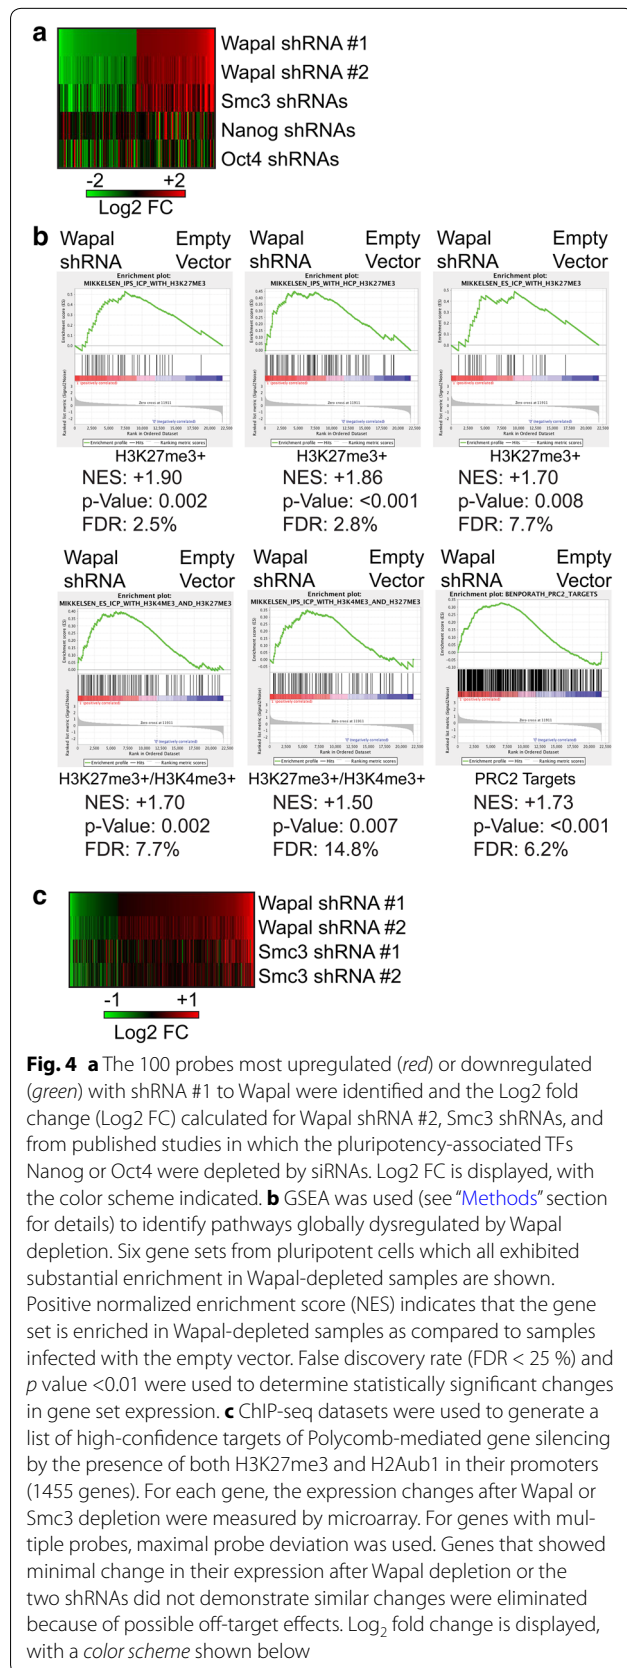 a
Wapal shRNA #1
Wapal shRNA #2
Smc3 shRNAs
Nanog shRNAs
Oct4 shRNAs
-2 +2
Log2 FC
b
Wapal shRNA Empty Vector
Enrichment plot:
MIKKELSEN_IPS_ICP_WITH_H3K27ME3
H3K27me3+
NES: +1.90
p-Value: 0.002
FDR: 2.5%
Wapal shRNA Empty Vector
Enrichment plot:
MIKKELSEN_IPS_WITH_HCP_H3K27ME3
H3K27me3+
NES: +1.86
p-Value: <0.001
FDR: 2.8%
Wapal shRNA Empty Vector
Enrichment plot:
MIKKELSEN_ES_ICP_WITH_H3K27ME3
H3K27me3+
NES: +1.70
p-Value: 0.008
FDR: 7.7%
Wapal shRNA Empty Vector
Enrichment plot:
MIKKELSEN_ES_ICP_WITH_H3K4ME3_AND_H3K27ME3
H3K27me3+/H3K4me3+
NES: +1.70
p-Value: 0.002
FDR: 7.7%
Wapal shRNA Empty Vector
Enrichment plot:
MIKKELSEN_IPS_ICP_WITH_H3K4ME3_AND_H327ME3
H3K27me3+/H3K4me3+
NES: +1.50
p-Value: 0.007
FDR: 14.8%
Wapal shRNA Empty Vector
Enrichment plot: BENPORATH_PRC2_TARGETS
PRC2 Targets
NES: +1.73
p-Value: <0.001
FDR: 6.2%
c
Wapal shRNA #1
Wapal shRNA #2
Smc3 shRNA #1
Smc3 shRNA #2
-1 +1
Log2 FC
Fig. 4 a The 100 probes most upregulated (red) or downregulated
(green) with shRNA #1 to Wapal were identified and the Log2 fold
change (Log2 FC) calculated for Wapal shRNA #2, Smc3 shRNAs, and
from published studies in which the pluripotency-associated TFs
Nanog or Oct4 were depleted by siRNAs. Log2 FC is displayed, with
the color scheme indicated. b GSEA was used (see “Methods” section
for details) to identify pathways globally dysregulated by Wapal
depletion. Six gene sets from pluripotent cells which all exhibited
substantial enrichment in Wapal-depleted samples are shown.
Positive normalized enrichment score (NES) indicates that the gene
set is enriched in Wapal-depleted samples as compared to samples
infected with the empty vector. False discovery rate (FDR < 25 %) and
p value <0.01 were used to determine statistically significant changes
in gene set expression. c ChIP-seq datasets were used to generate a
list of high-confidence targets of Polycomb-mediated gene silencing
by the presence of both H3K27me3 and H2Aub1 in their promoters
(1455 genes). For each gene, the expression changes after Wapal or
Smc3 depletion were measured by microarray. For genes with mul-
tiple probes, maximal probe deviation was used. Genes that showed
minimal change in their expression after Wapal depletion or the
two shRNAs did not demonstrate similar changes were eliminated
because of possible off-target effects. Log2 fold change is displayed,
with a color scheme shown below